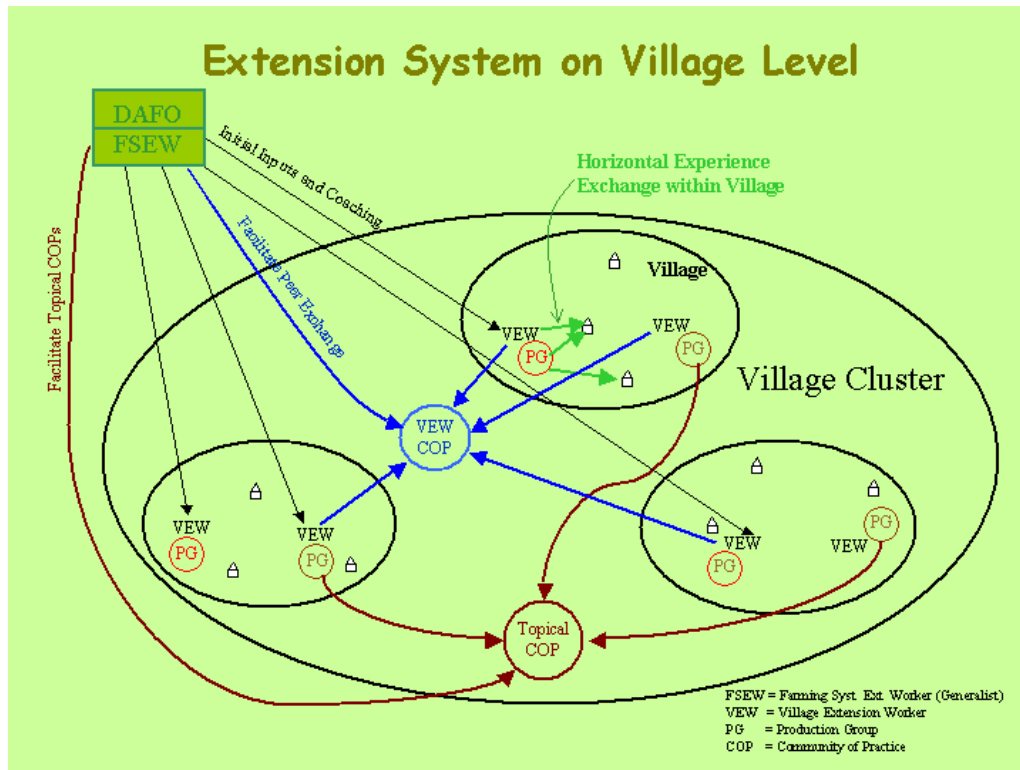 Extension System on Village Level
DAFO
FSEW
Initial Inputs and Coaching
Horizontal Experience
Exchange within Village
Facilitate Peer Exchange
Facilitate Topical COPs
Village
VEW
PG
VEW
PG
Village Cluster
VEW
COP
VEW
PG
VEW
PG
VEW
PG
PG
VEW
Topical
COP
FSEW = Farming Syst. Ext Worker (Generalist)
VEW = Village Extension Worker
PG = Production Group
COP = Community of Practice